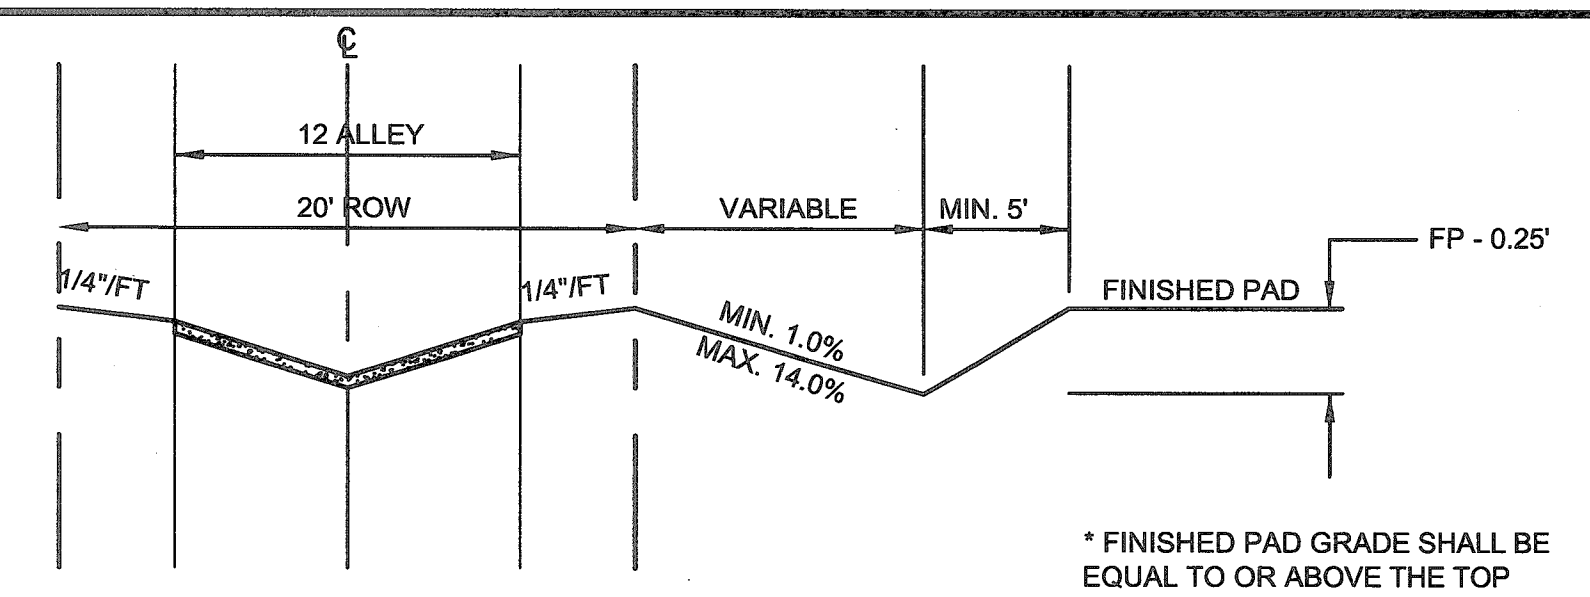 ℄
12 ALLEY
20' ROW
VARIABLE
MIN. 5'
FP - 0.25'
1/4"/FT
1/4"/FT
FINISHED PAD
MIN. 1.0%
MAX. 14.0%
* FINISHED PAD GRADE SHALL BE
EQUAL TO OR ABOVE THE TOP